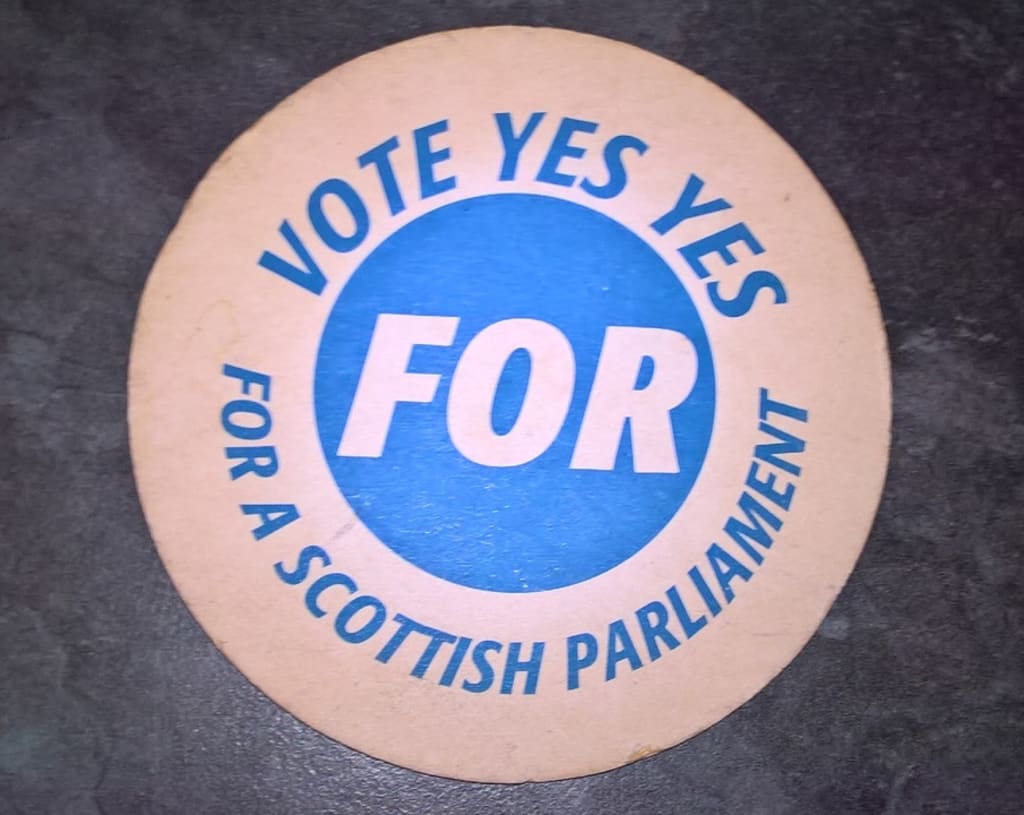 VOTE YES YES
FOR
FOR A SCOTTISH PARLIAMENT